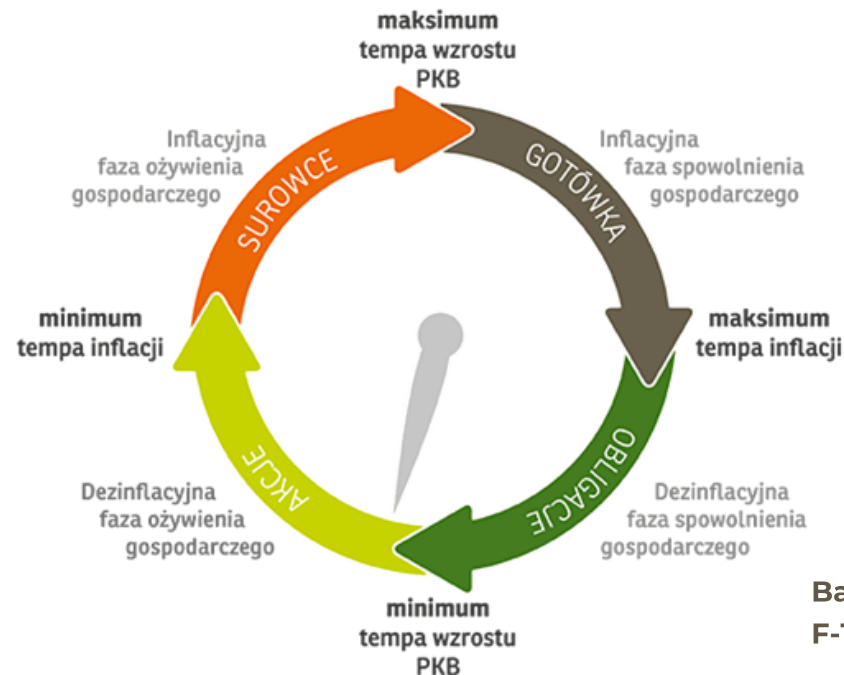 maksimum
tempa wzrostu
PKB
Inflacyjna
faza ożywienia
gospodarczego
SUROWCE
GOTÓWKA
Inflacyjna
faza spowolnienia
gospodarczego
minimum
tempa inflacji
maksimum
tempa inflacji
Dezinflacyjna
faza ożywienia
gospodarczego
AKCJE
OBLIGACJE
Dezinflacyjna
faza spowolnienia
gospodarczego
minimum
tempa wzrostu
PKB